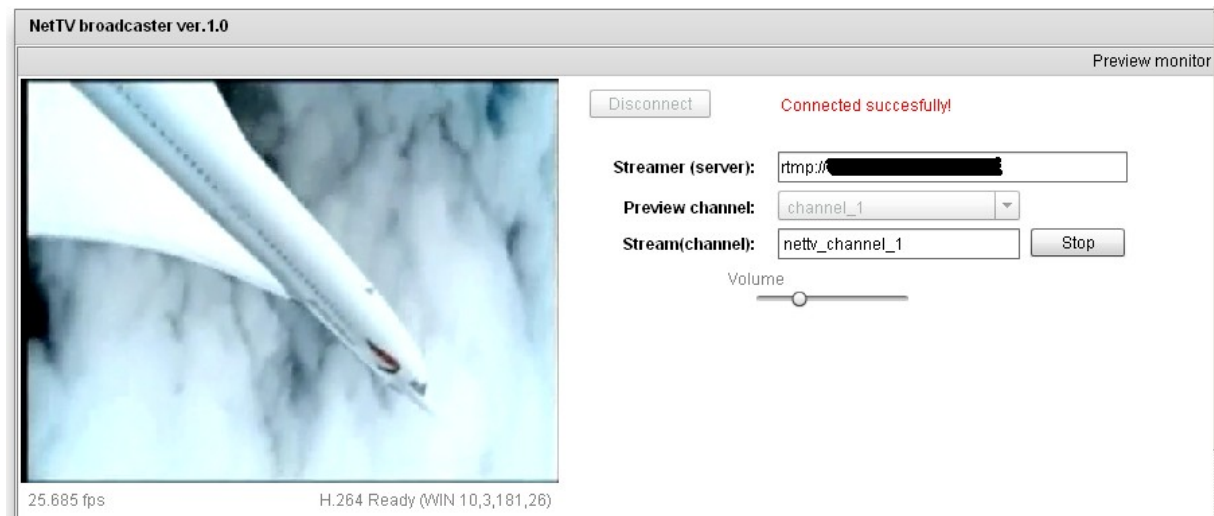 NetTV broadcaster ver.1.0
Preview monitor
Disconnect
Connected succesfully!
Streamer (server):
rtmp://
Preview channel:
channel_1
Stream(channel):
nettv_channel_1
Stop
Volume
25.685 fps
H.264 Ready (WIN 10,3,181,26)